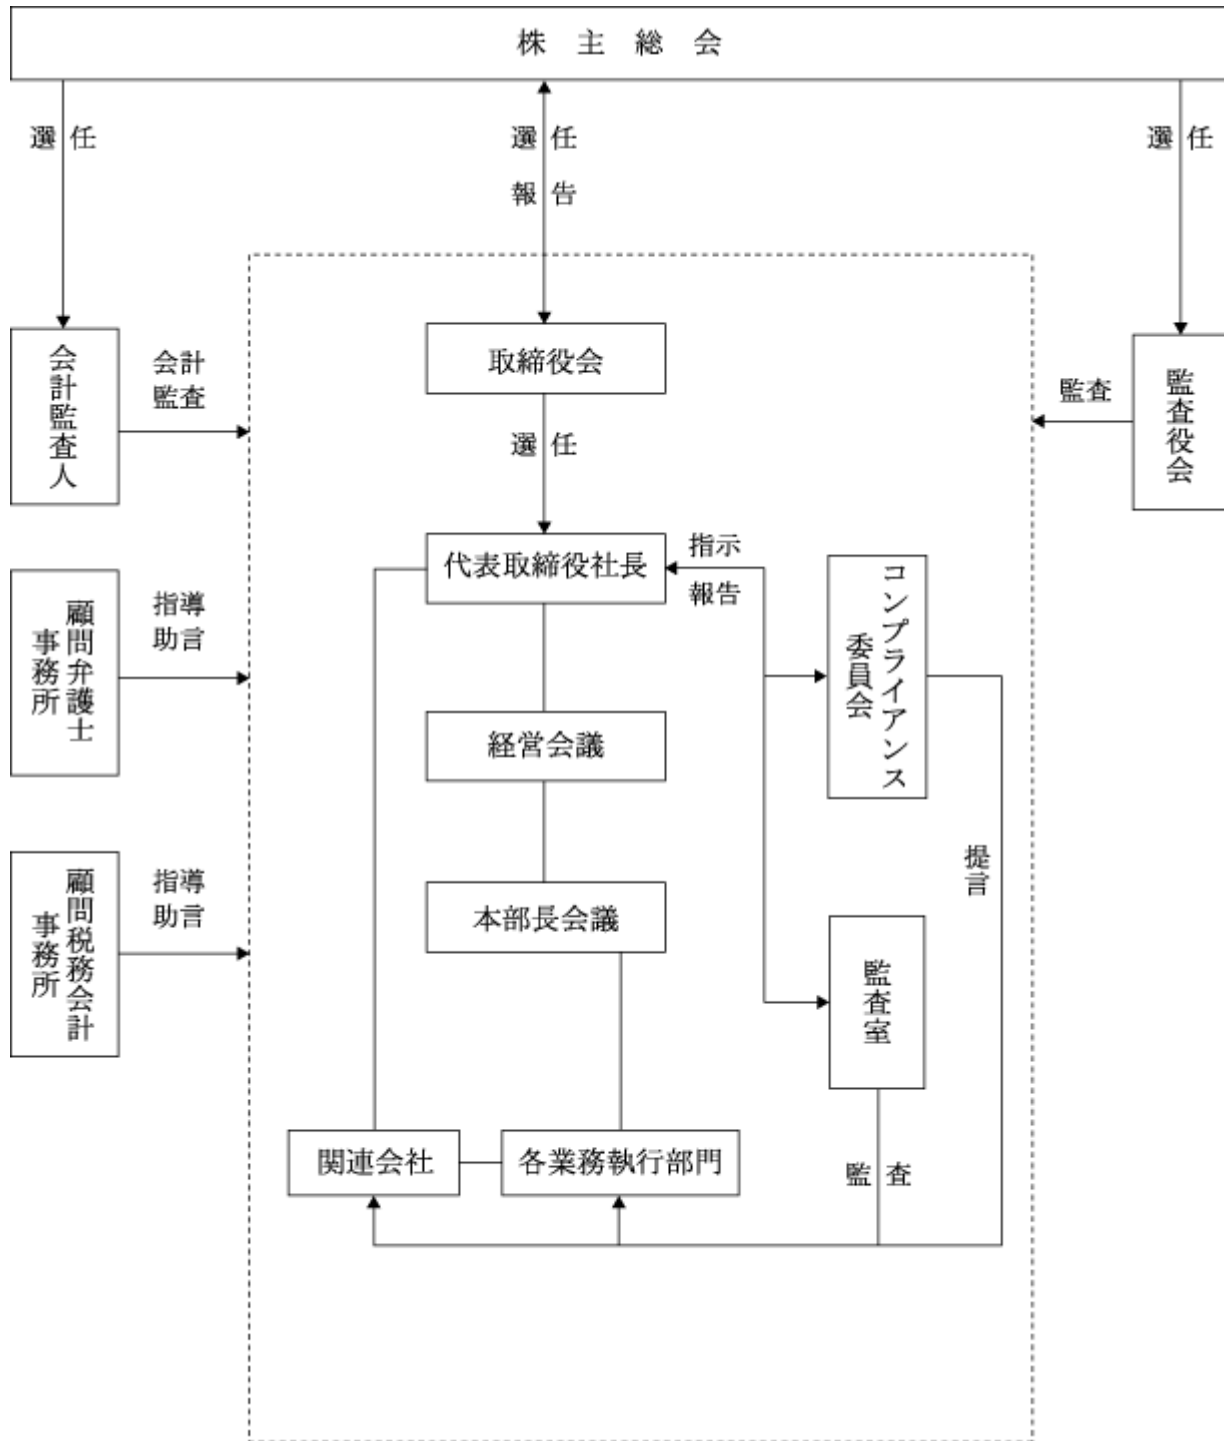 株主総会
選任
選任
報告
選任
会計監査人
会計
監査
取締役会
選任
監査
監査役会
代表取締役社長
指示
報告
コンプライアンス
委員会
顧問弁護士
事務所
指導
助言
経営会議
提言
顧問税務会計
事務所
指導
助言
本部長会議
監査室
関連会社
各業務執行部門
監査